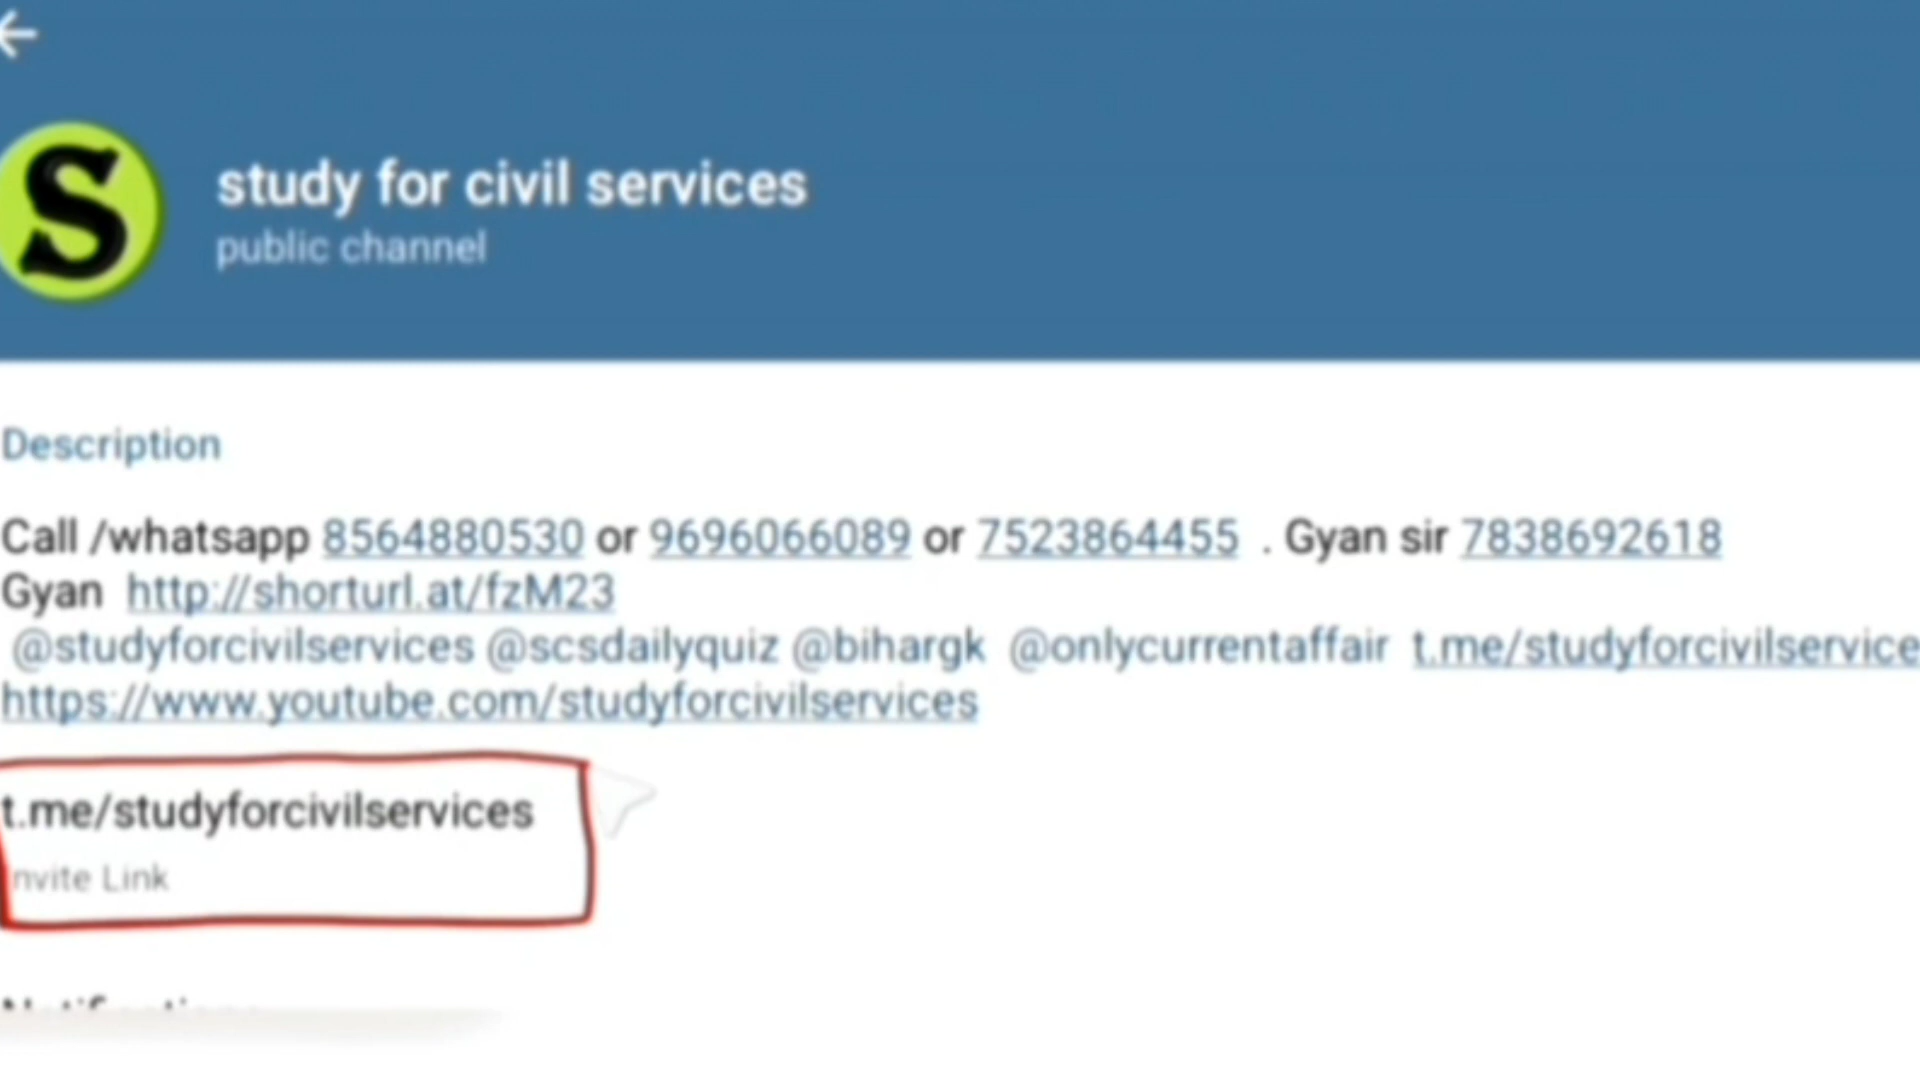 S
study for civil services
public channel
Description
Call /whatsapp 8564880530 or 9696066089 or 7523864455 . Gyan sir 7838692618
Gyan http://shorturl.at/fzM23
@studyforcivilservices @scsdailyquiz @bihargk @onlycurrentaffair t.me/studyforcivilservice
https://www.youtube.com/studyforcivilservices
t.me/studyforcivilservices
nvite Link